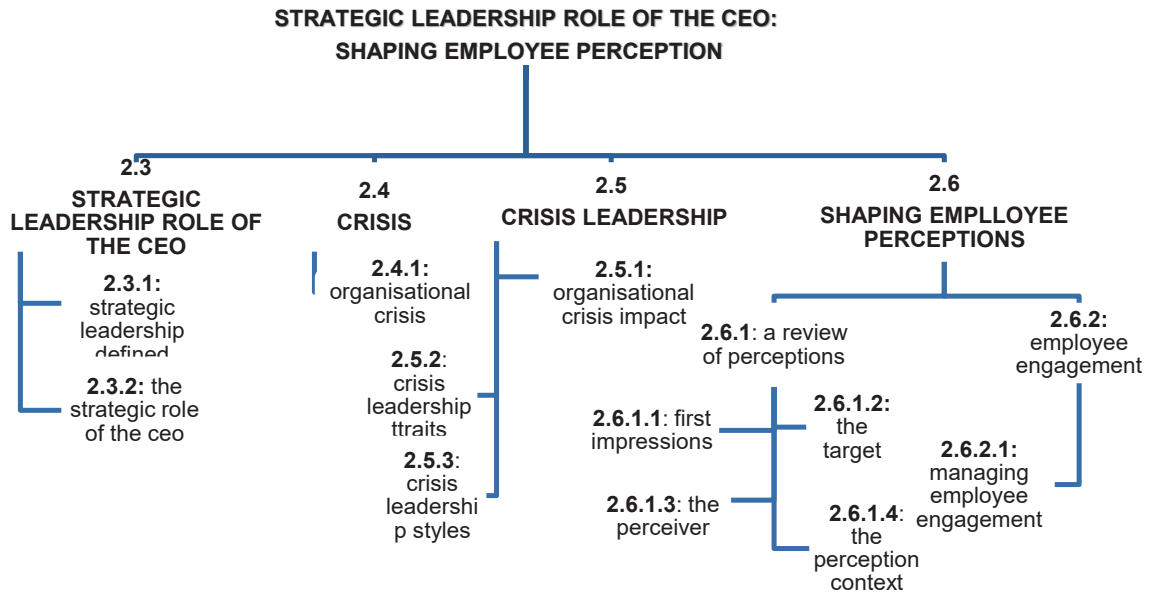 STRATEGIC LEADERSHIP ROLE OF THE CEO:
SHAPING EMPLOYEE PERCEPTION
2.3
STRATEGIC
LEADERSHIP ROLE OF
THE CEO
2.3.1:
strategic
leadership
defined
2.3.2: the
strategic role
of the ceo
2.4
CRISIS
2.4.1:
organisational
crisis
2.5
CRISIS LEADERSHIP
2.5.1:
organisational
crisis impact
2.5.2:
crisis
leadership
ttraits
2.5.3:
crisis
leadershi
p styles
2.6
SHAPING EMPLLOYEE
PERCEPTIONS
2.6.1: a review
of perceptions
2.6.1.1: first
impressions
2.6.1.2:
the
target
2.6.1.3: the
perceiver
2.6.1.4:
the
perception
context
2.6.2:
employee
engagement
2.6.2.1:
managing
employee
engagement